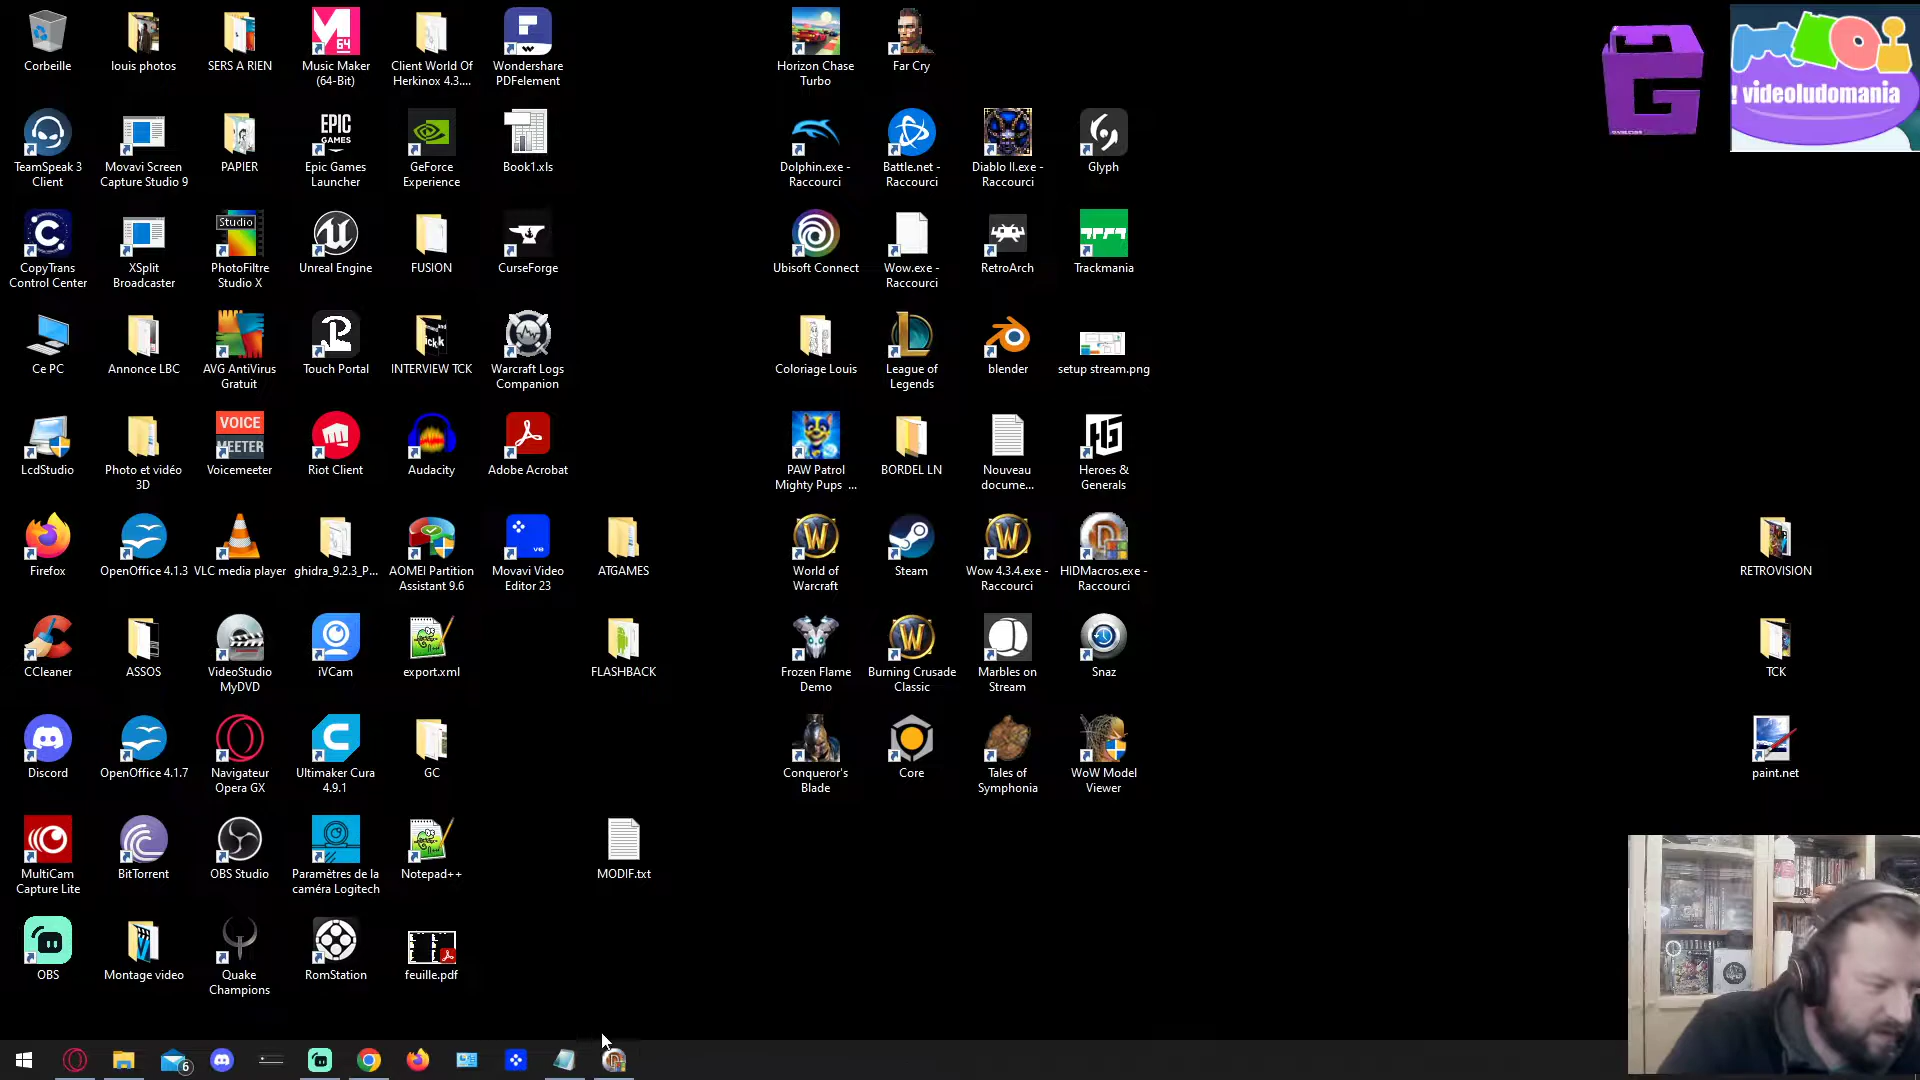 Corbeille
louis photos
SERS A RIEN
Music Maker
(64-Bit)
Client World Of
Herkinox 4.3....
Wondershare
PDFelement
Horizon Chase
Turbo
Far Cry
G
! videoludomania
TeamSpeak 3
Client
Movavi Screen
Capture Studio 9
PAPIER
EPIC
GAMES
Epic Games
Launcher
GeForce
Experience
Book1.xls
Dolphin.exe -
Raccourci
Battle.net -
Raccourci
Diablo II.exe -
Raccourci
Glyph
CopyTrans
Control Center
XSplit
Broadcaster
Studio
PhotoFiltre
Studio X
Unreal Engine
FUSION
CurseForge
Ubisoft Connect
Wow.exe -
Raccourci
RetroArch
Trackmania
Ce PC
Annonce LBC
AVG AntiVirus
Gratuit
Touch Portal
INTERVIEW TCK
Warcraft Logs
Companion
Coloriage Louis
League of
Legends
blender
setup stream.png
LcdStudio
Photo et vidéo
3D
VOICE
MEETER
Voicemeeter
Riot Client
Audacity
Adobe Acrobat
PAW Patrol
Mighty Pups ...
BORDEL LN
Nouveau
docume...
Heroes &
Generals
Firefox
OpenOffice 4.1.3
VLC media player
ghidra_9.2.3_P...
AOMEI Partition
Assistant 9.6
Movavi Video
Editor 23
ATGAMES
World of
Warcraft
Steam
Wow 4.3.4.exe -
Raccourci
HIDMacros.exe -
Raccourci
RETROVISION
CCleaner
ASSOS
VideoStudio
MyDVD
iVCam
export.xml
FLASHBACK
Frozen Flame
Demo
Burning Crusade
Classic
Marbles on
Stream
Snaz
TCK
Discord
OpenOffice 4.1.7
Navigateur
Opera GX
Ultimaker Cura
4.9.1
GC
Conqueror's
Blade
Core
Tales of
Symphonia
WoW Model
Viewer
paint.net
MultiCam
Capture Lite
BitTorrent
OBS Studio
Paramètres de la
caméra Logitech
Notepad++
MODIF.txt
OBS
Montage video
Quake
Champions
RomStation
feuille.pdf
6